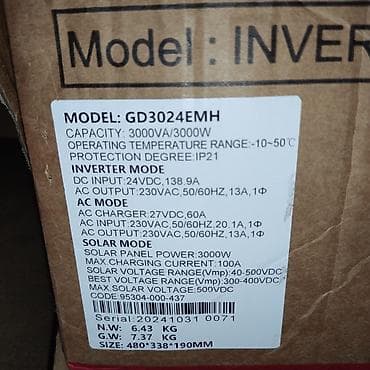 Model : INVER
MODEL: GD3024EMH
CAPACITY: 3000VA/3000W
OPERATING TEMPERATURE RANGE:-10~50℃
PROTECTION DEGREE:IP21
INVERTER MODE
DC INPUT:24VDC,138.9A
AC OUTPUT:230VAC,50/60HZ,13A,1Φ
AC MODE
AC CHARGER:27VDC,60A
AC INPUT:230VAC,50/60HZ,20.1A,1Φ
AC OUTPUT:230VAC,50/60HZ,13A,1Φ
SOLAR MODE
SOLAR PANEL POWER:3000W
MAX.CHARGING CURRENT:100A
SOLAR VOLTAGE RANGE(Vmp):40-500VDC
BEST VOLTAGE RANGE(Vmp):300-400VDC
MAX.SOLAR VOLTAGE:500VDC
CODE:95304-000-437
Serial:20241031 0071
N.W: 6.43 KG
G.W: 7.37 KG
SIZE: 480*338*190MM